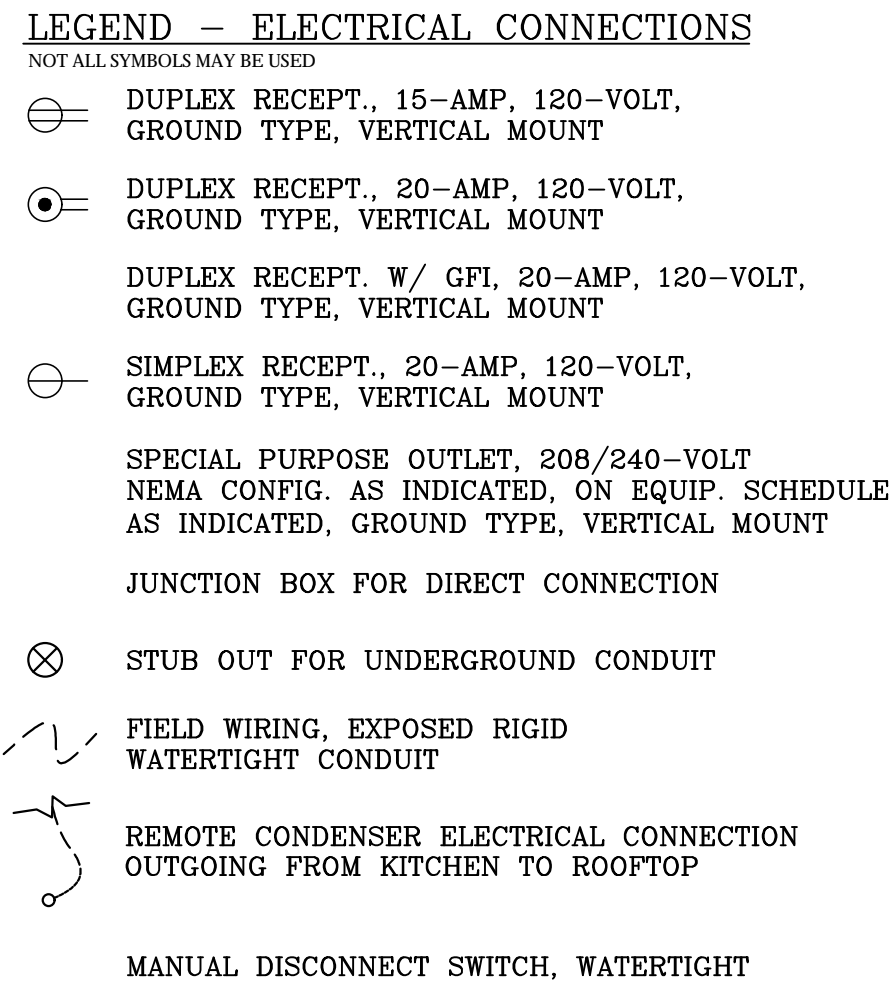 LEGEND – ELECTRICAL CONNECTIONS
NOT ALL SYMBOLS MAY BE USED
DUPLEX RECEPT., 15–AMP, 120–VOLT,
GROUND TYPE, VERTICAL MOUNT
DUPLEX RECEPT., 20–AMP, 120–VOLT,
GROUND TYPE, VERTICAL MOUNT
DUPLEX RECEPT. W/ GFI, 20–AMP, 120–VOLT,
GROUND TYPE, VERTICAL MOUNT
SIMPLEX RECEPT., 20–AMP, 120–VOLT,
GROUND TYPE, VERTICAL MOUNT
SPECIAL PURPOSE OUTLET, 208/240–VOLT
NEMA CONFIG. AS INDICATED, ON EQUIP. SCHEDULE
AS INDICATED, GROUND TYPE, VERTICAL MOUNT
JUNCTION BOX FOR DIRECT CONNECTION
STUB OUT FOR UNDERGROUND CONDUIT
FIELD WIRING, EXPOSED RIGID
WATERTIGHT CONDUIT
REMOTE CONDENSER ELECTRICAL CONNECTION
OUTGOING FROM KITCHEN TO ROOFTOP
MANUAL DISCONNECT SWITCH, WATERTIGHT